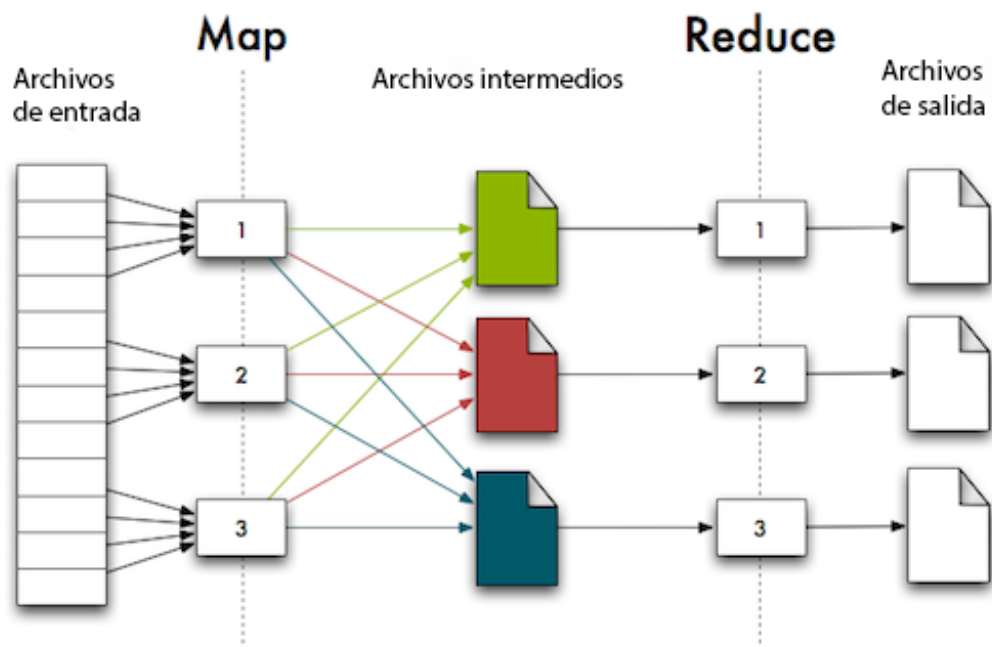 Map
Reduce
Archivos
de entrada
Archivos intermedios
Archivos
de salida
1
1
2
2
3
3